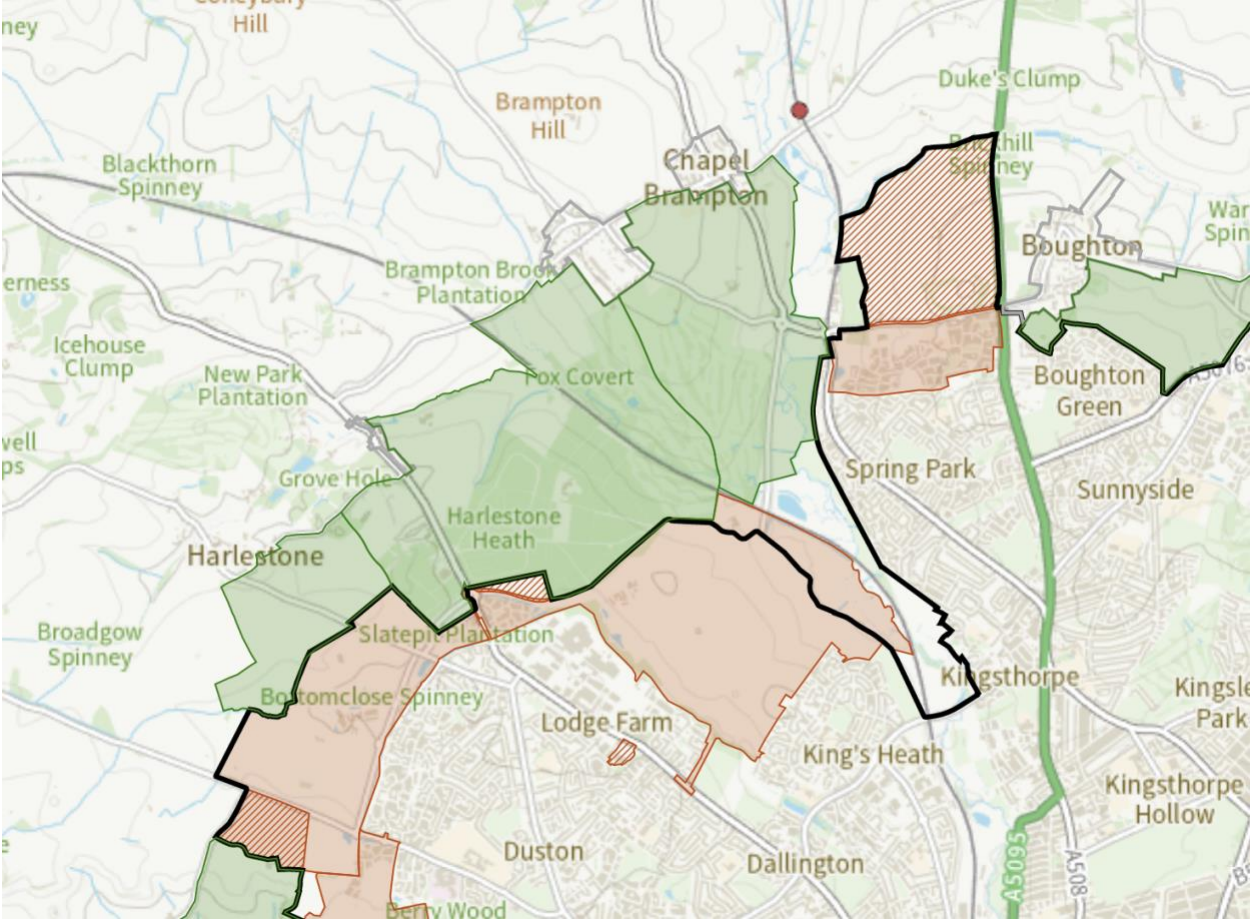 Hill
ney
Duke's Clump
Brampton
Hill
Chapel
Brampton
Spinney
Blackthorn
Spinney
Boughton
Brampton Brook
Plantation
erness
Icehouse
Clump
New Park
Plantation
Fox Covert
Boughton
Green
well
ps
Grove Hole
Spring Park
Sunnyside
Harlestone
Heath
Harlestone
Broadgow
Spinney
Slatepit Plantation
Bottomclose Spinney
Kingsthorpe
Lodge Farm
King's Heath
Park
Kingsthorpe
Hollow
Duston
Dallington
A5095
A508
Berry Wood